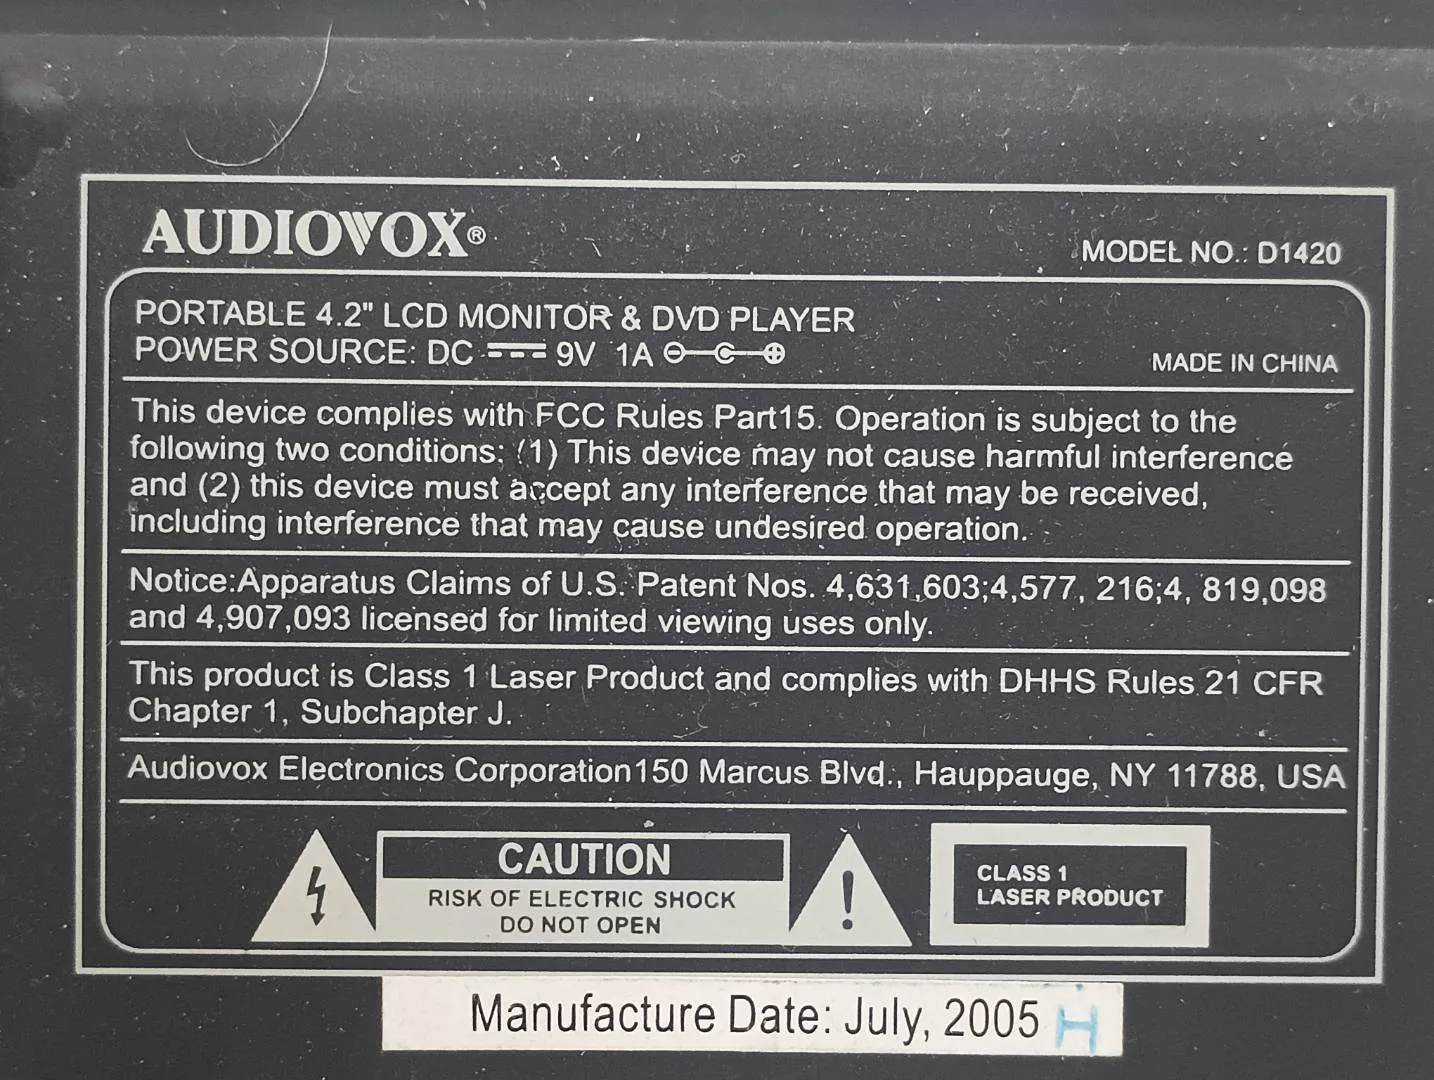 AUDIOVOX®
MODEL NO.: D1420
PORTABLE 4.2" LCD MONITOR & DVD PLAYER
POWER SOURCE: DC 9V 1A
MADE IN CHINA
This device complies with FCC Rules Part15. Operation is subject to the
following two conditions: (1) This device may not cause harmful interference
and (2) this device must accept any interference that may be received,
including interference that may cause undesired operation.
Notice:Apparatus Claims of U.S. Patent Nos. 4,631,603;4,577, 216;4, 819,098
and 4,907,093 licensed for limited viewing uses only.
This product is Class 1 Laser Product and complies with DHHS Rules 21 CFR
Chapter 1, Subchapter J.
Audiovox Electronics Corporation150 Marcus Blvd., Hauppauge, NY 11788, USA
CAUTION
RISK OF ELECTRIC SHOCK
DO NOT OPEN
!
CLASS 1
LASER PRODUCT
Manufacture Date: July, 2005 H